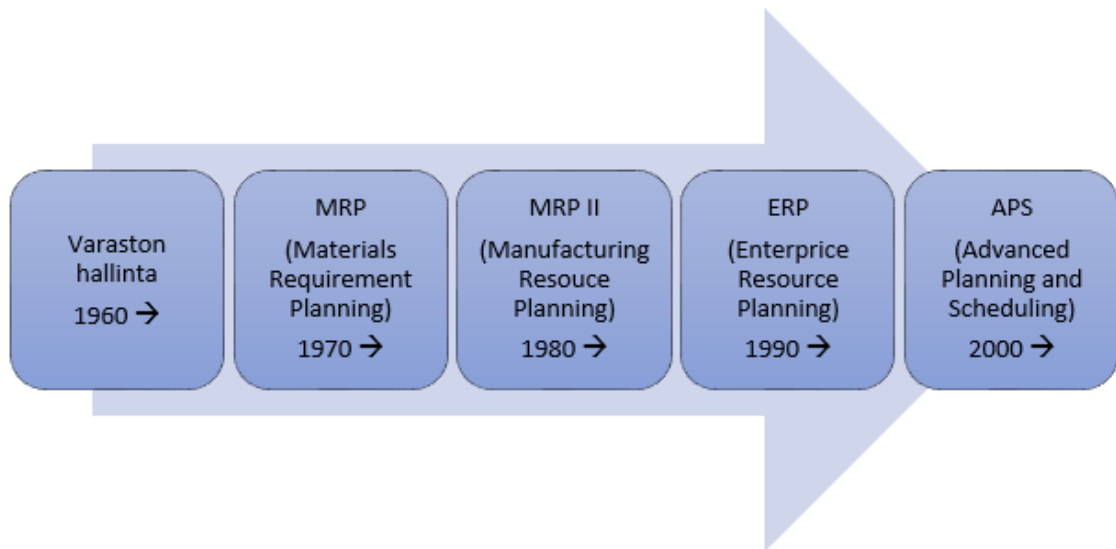 Varaston
hallinta
1960 →
MRP
(Materials
Requirement
Planning)
1970 →
MRP II
(Manufacturing
Resouce
Planning)
1980 →
ERP
(Enterprice
Resource
Planning)
1990 →
APS
(Advanced
Planning and
Scheduling)
2000 →